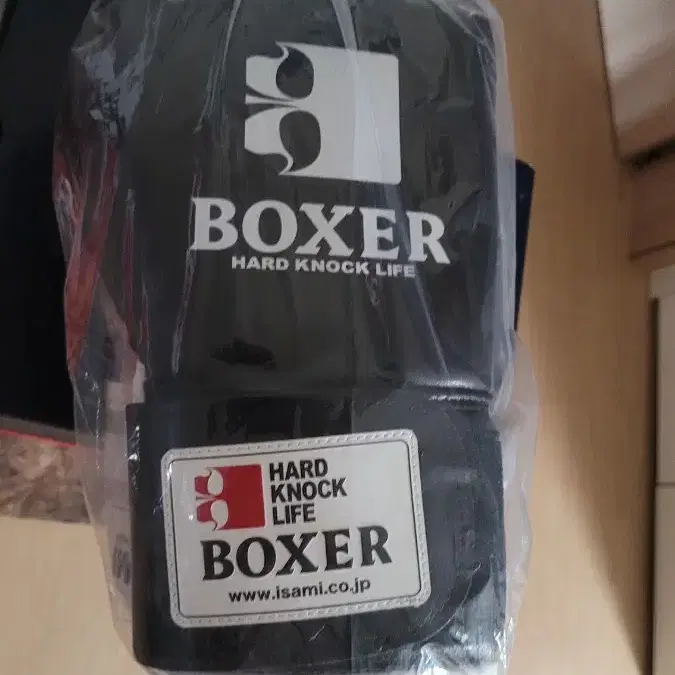 BOXER
HARD KNOCK LIFE
HARD
KNOCK
LIFE
BOXER
www.isami.co.jp